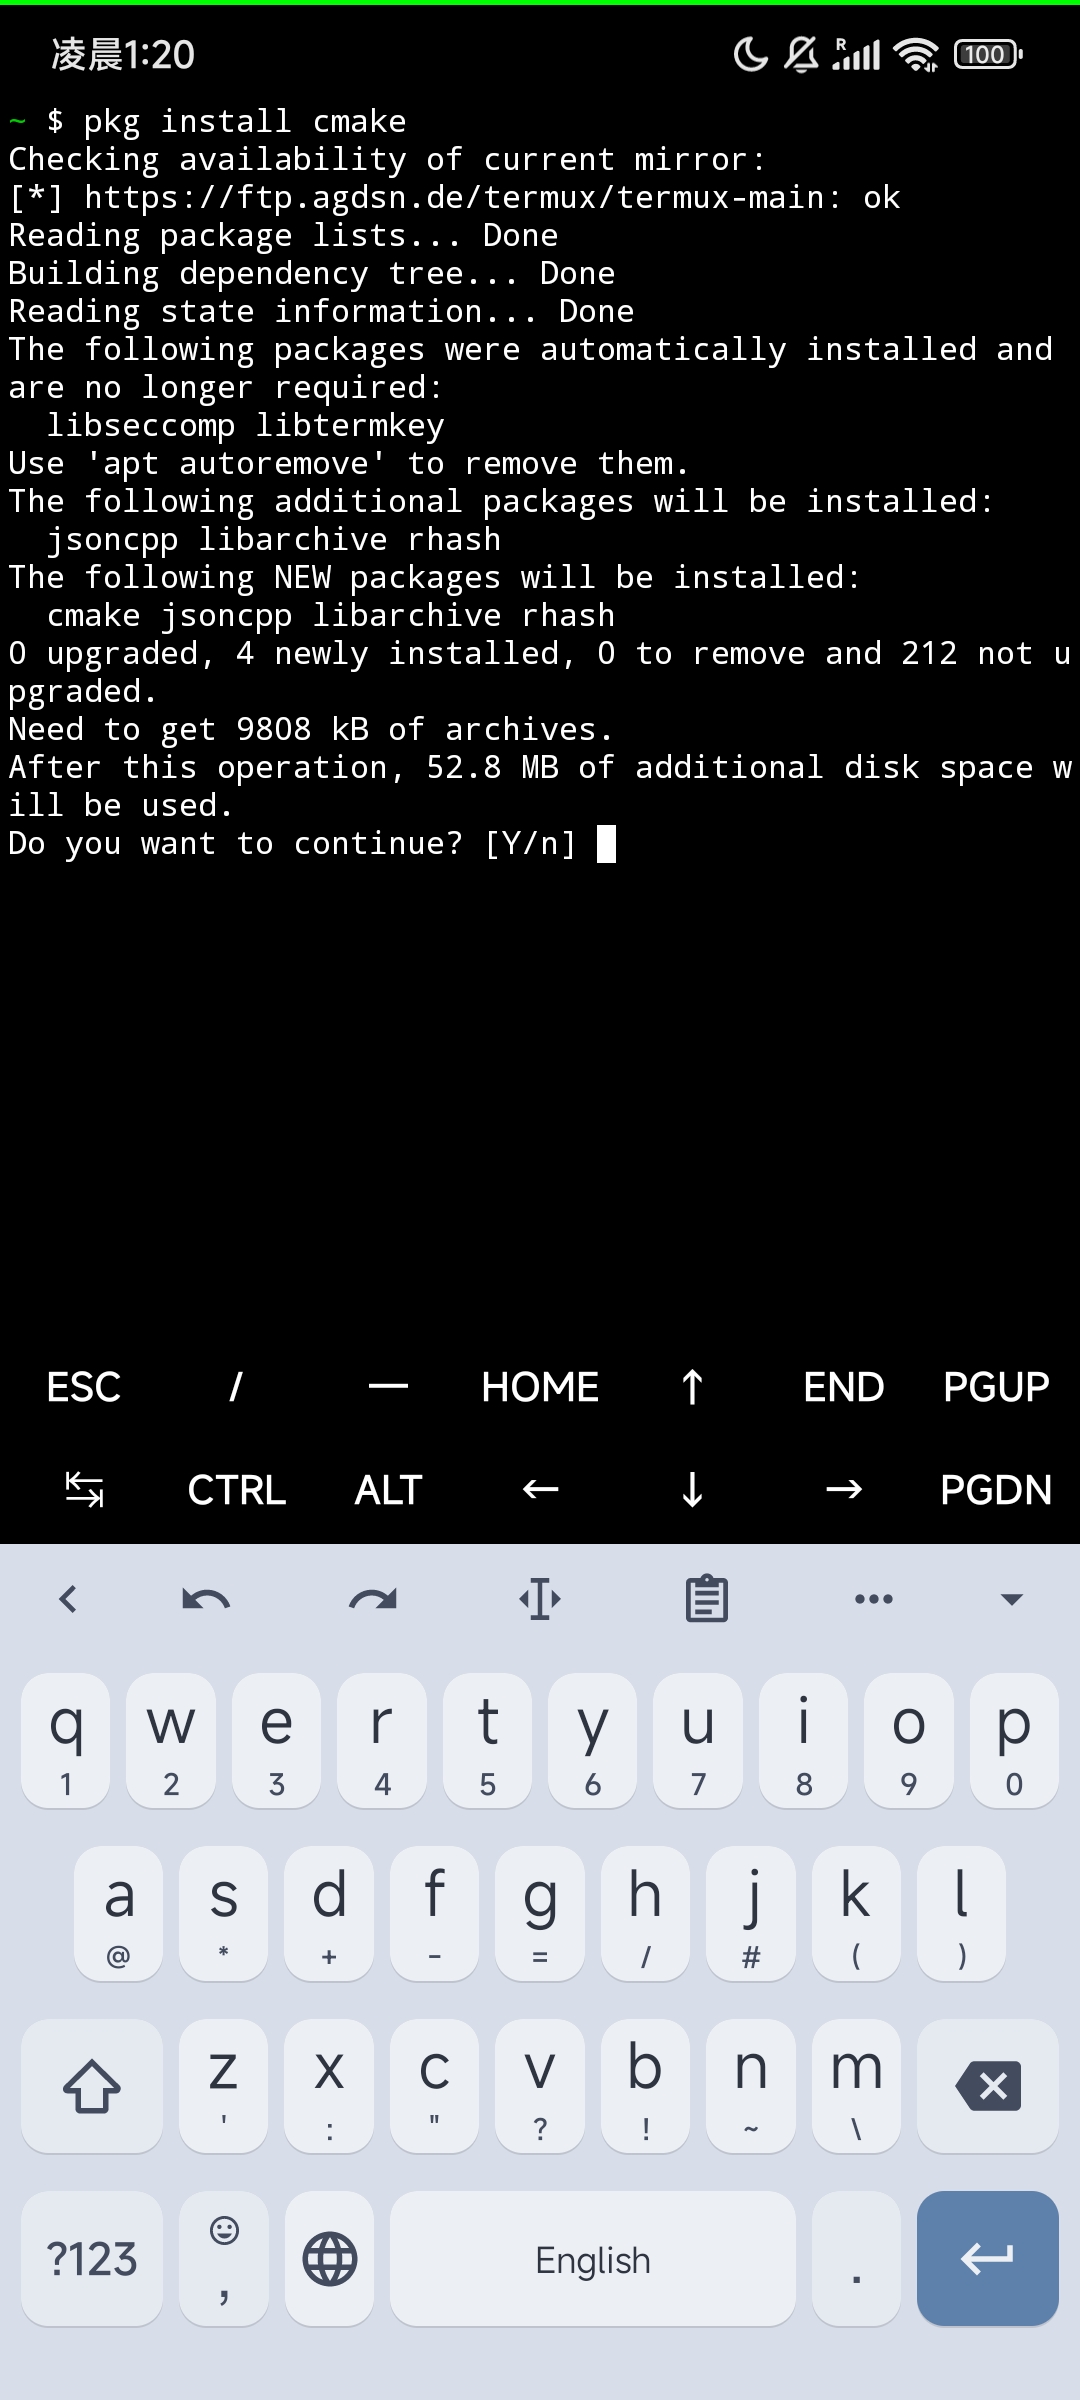 凌晨1:20
R
100
~ $ pkg install cmake
Checking availability of current mirror:
[*] https://ftp.agdsn.de/termux/termux-main: ok
Reading package lists... Done
Building dependency tree... Done
Reading state information... Done
The following packages were automatically installed and
are no longer required:
  libseccomp libtermkey
Use 'apt autoremove' to remove them.
The following additional packages will be installed:
  jsoncpp libarchive rhash
The following NEW packages will be installed:
  cmake jsoncpp libarchive rhash
0 upgraded, 4 newly installed, 0 to remove and 212 not u
pgraded.
Need to get 9808 kB of archives.
After this operation, 52.8 MB of additional disk space w
ill be used.
Do you want to continue? [Y/n]
ESC / — HOME ↑ END PGUP
↹ CTRL ALT ← ↓ → PGDN
q w e r t y u i o p
1 2 3 4 5 6 7 8 9 0
a s d f g h j k l
@ * + - = / # ( )
z x c v b n m
' : " ? ! ~ \
?123 , English .